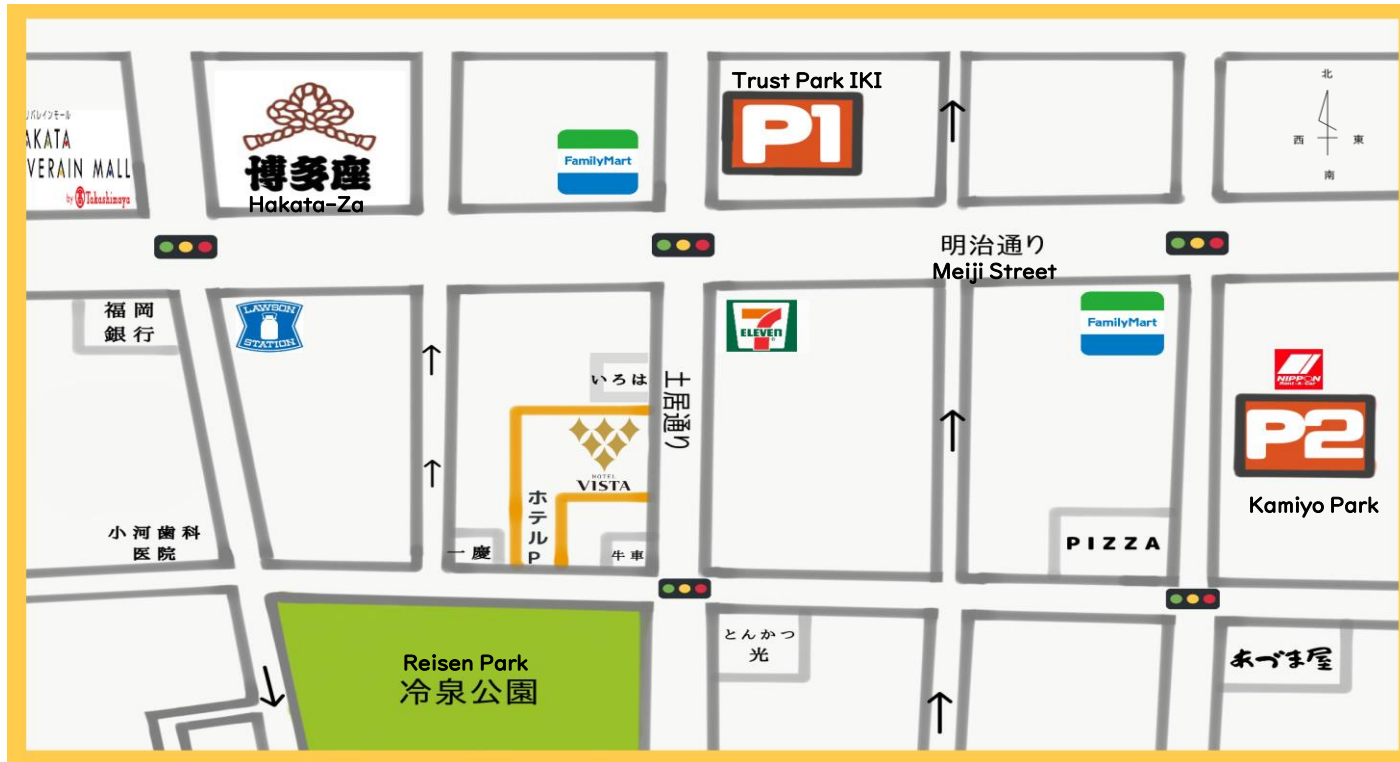 リバレインモール
AKATA
VERAIN MALL
by Takashimaya
博多座
Hakata-Za
FamilyMart
Trust Park IKI
P1
北
西
東
南
明治通り
Meiji Street
福岡
銀行
LAWSON
STATION
いろは
土居通り
7
ELEVEN
FamilyMart
NIPPON
Rent-A-Car
P2
Kamiyo Park
HOTEL
VISTA
ホテルP
一慶
牛車
小河歯科
医院
PIZZA
とんかつ
光
あづま屋
Reisen Park
冷泉公園